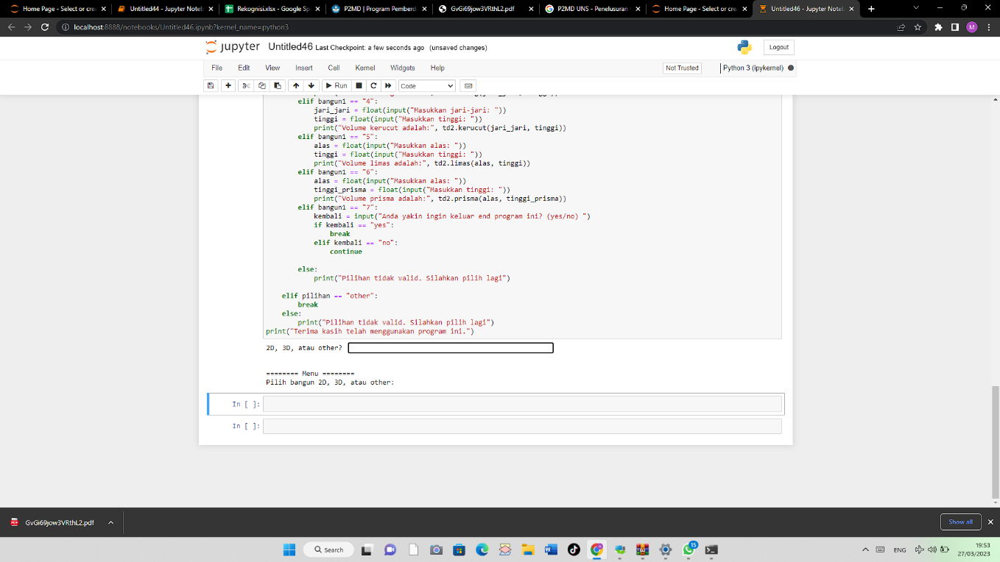 Home Page - Select or cre
Untitled44 - Jupyter Noteb
Rekognisi.xlsx - Google Sp
P2MD | Program Pemberd
GvGi69jow3VRthL2.pdf
P2MD UNS - Penelusuran
Home Page - Select or cre
Untitled46 - Jupyter Noteb
localhost:8888/notebooks/Untitled46.ipynb?kernel_name=python3
M
jupyter Untitled46 Last Checkpoint: a few seconds ago (unsaved changes)
Logout
File Edit View Insert Cell Kernel Widgets Help
Not Trusted
Python 3 (ipykernel)
Run
Code
elif bangun1 == "4":
jari_jari = float(input("Masukkan jari-jari: "))
tinggi = float(input("Masukkan tinggi: "))
print("Volume kerucut adalah:", td2.kerucut(jari_jari, tinggi))
elif bangun1 == "5":
alas = float(input("Masukkan alas: "))
tinggi = float(input("Masukkan tinggi: "))
print("Volume limas adalah:", td2.limas(alas, tinggi))
elif bangun1 == "6":
alas = float(input("Masukkan alas: "))
tinggi_prisma = float(input("Masukkan tinggi: "))
print("Volume prisma adalah:", td2.prisma(alas, tinggi_prisma))
elif bangun1 == "7":
kembali = input("Anda yakin ingin keluar end program ini? (yes/no) ")
if kembali == "yes":
break
elif kembali == "no":
continue
else:
print("Pilihan tidak valid. Silahkan pilih lagi")
elif pilihan == "other":
break
else:
print("Pilihan tidak valid. Silahkan pilih lagi")
print("Terima kasih telah menggunakan program ini.")
2D, 3D, atau other?
======== Menu ========
Pilih bangun 2D, 3D, atau other:
In [ ]:
In [ ]:
PDF
GvGi69jow3VRthL2.pdf
Show all
Search
15
ENG
19:53
27/03/2023